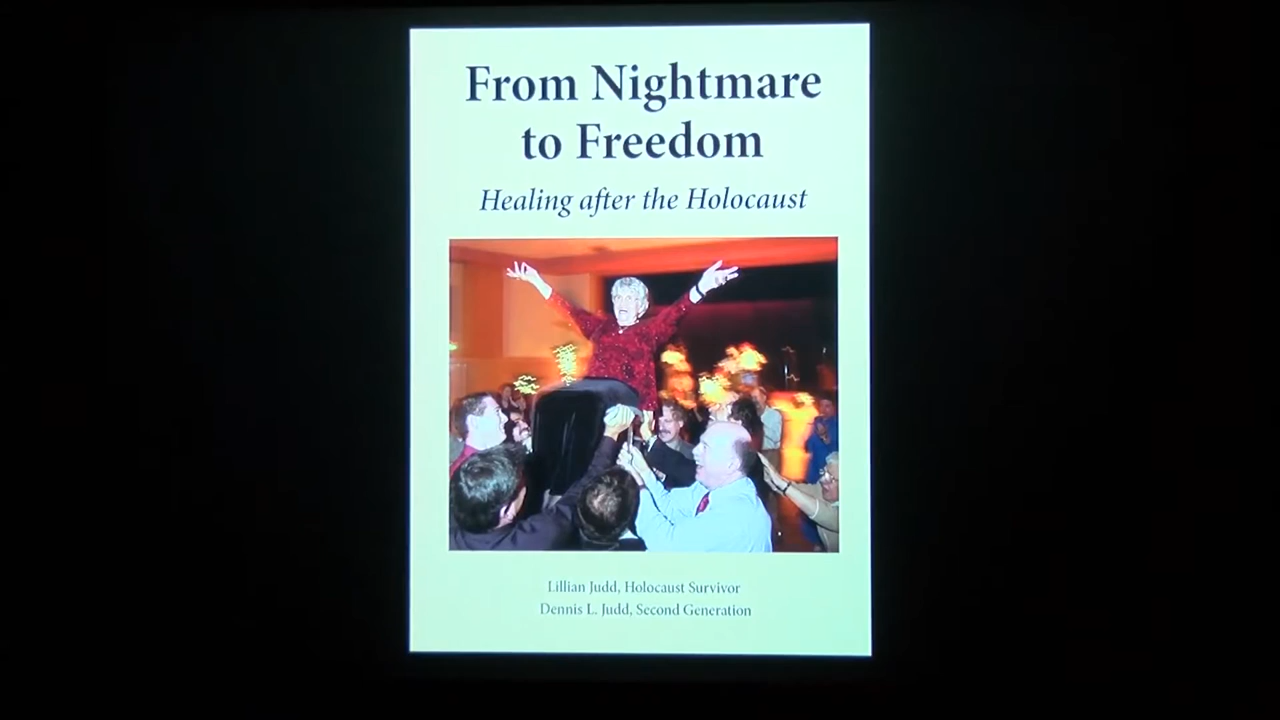 From Nightmare
to Freedom
Healing after the Holocaust
Lillian Judd, Holocaust Survivor
Dennis L. Judd, Second Generation